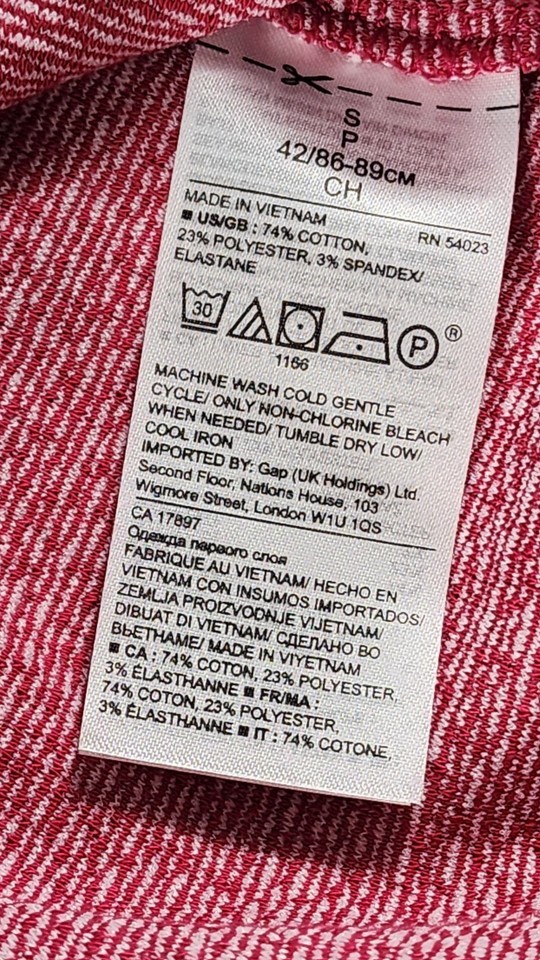 S
P
42/86-89CM
CH
MADE IN VIETNAM
RN 54023
■ US/GB : 74% COTTON,
23% POLYESTER, 3% SPANDEX/
ELASTANE
30
P
®
1166
MACHINE WASH COLD GENTLE
CYCLE/ ONLY NON-CHLORINE BLEACH
WHEN NEEDED/ TUMBLE DRY LOW/
COOL IRON
IMPORTED BY: Gap (UK Holdings) Ltd.
Second Floor, Nations House, 103
Wigmore Street, London W1U 1QS
CA 17897
Одежда первого слоя
FABRIQUE AU VIETNAM/ HECHO EN
VIETNAM CON INSUMOS IMPORTADOS/
ZEMLJA PROIZVODNJE VIJETNAM/
DIBUAT DI VIETNAM/ СДЕЛАНО ВО
ВЬЕТНАМЕ/ MADE IN VIYETNAM
■ CA : 74% COTON, 23% POLYESTER,
3% ÉLASTHANNE ■ FR/MA :
74% COTON, 23% POLYESTER,
3% ÉLASTHANNE ■ IT : 74% COTONE,